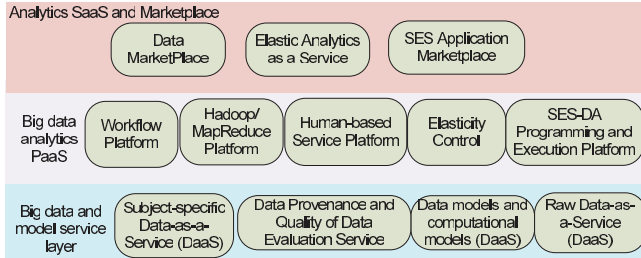 Analytics SaaS and Marketplace
Data
MarketPlace
Elastic Analytics
as a Service
SES Application
Marketplace
Big data
analytics
PaaS
Workflow
Platform
Hadoop/
MapReduce
Platform
Human-based
Service Platform
Elasticity
Control
SES-DA
Programming and
Execution Platform
Big data and
model service
layer
Subject-specific
Data-as-a-
Service (DaaS)
Data Provenance and
Quality of Data
Evaluation Service
Data models and
computational
models (DaaS)
Raw Data-as-
a-Service
(DaaS)